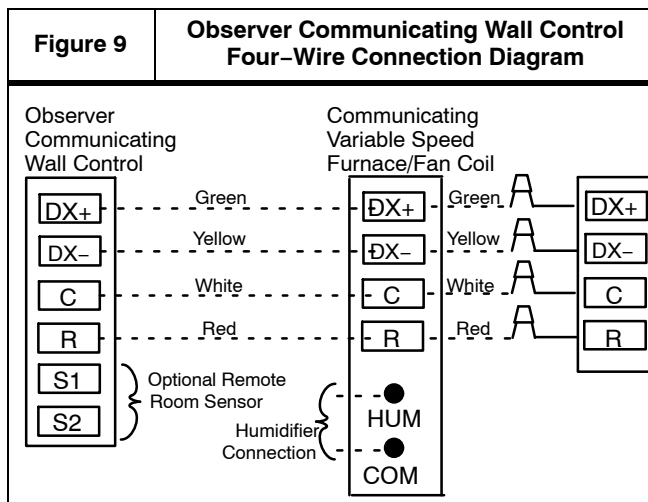 Figure 9
Observer Communicating Wall Control
Four−Wire Connection Diagram
Observer
Communicating
Wall Control
Communicating
Variable Speed
Furnace/Fan Coil
DX+
Green
DX+
Green
DX+
DX−
Yellow
DX−
Yellow
DX−
C
White
C
White
C
R
Red
R
Red
R
S1
S2
Optional Remote
Room Sensor
Humidifier
Connection
HUM
COM